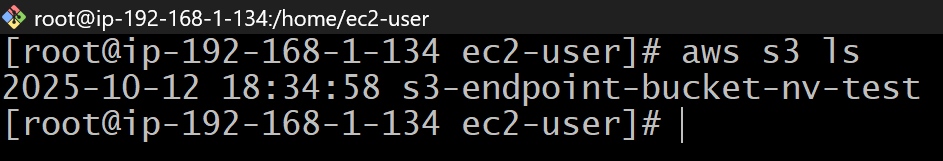 root@ip-192-168-1-134:/home/ec2-user
[root@ip-192-168-1-134 ec2-user]# aws s3 ls
2025-10-12 18:34:58 s3-endpoint-bucket-nv-test
[root@ip-192-168-1-134 ec2-user]#